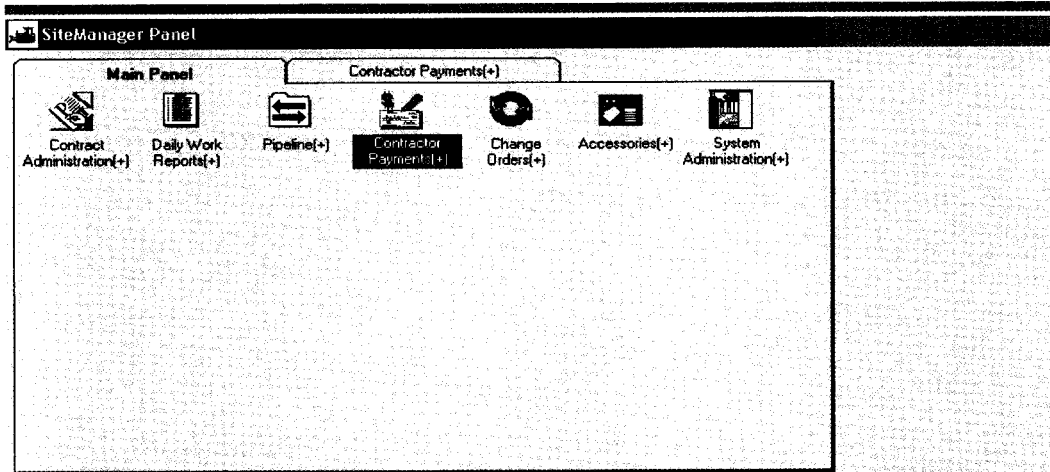 SiteManager Panel
Main Panel
Contractor Payments(+)
Contract
Administration(+)
Daily Work
Reports(+)
Pipeline(+)
Contractor
Payments(+)
Change
Orders(+)
Accessories(+)
System
Administration(+)